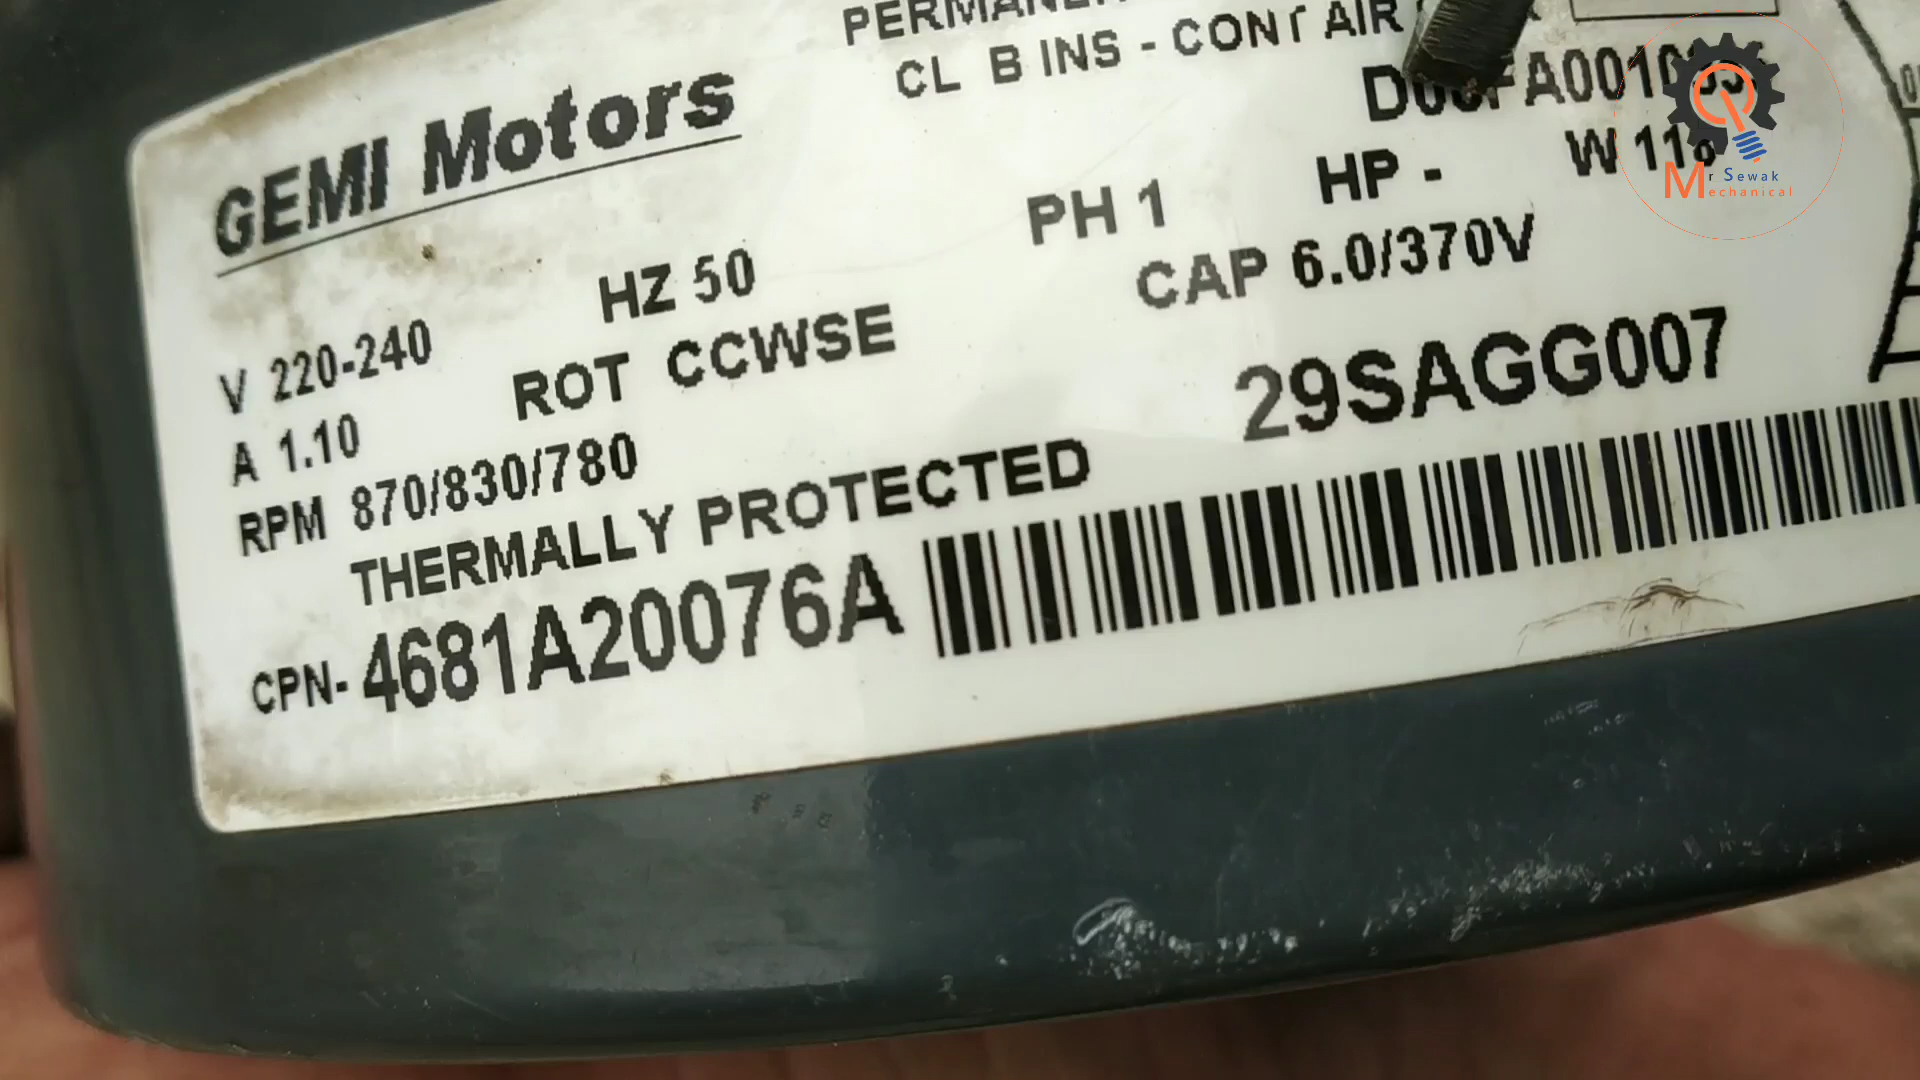 GEMI Motors
CL B INS - CONT AIR
V 220-240 HZ 50 PH 1 HP - W
A 1.10 ROT CCWSE CAP 6.0/370V
RPM 870/830/780
THERMALLY PROTECTED 29SAGG007
CPN- 4681A20076A
Mr Sewak
Mechanical